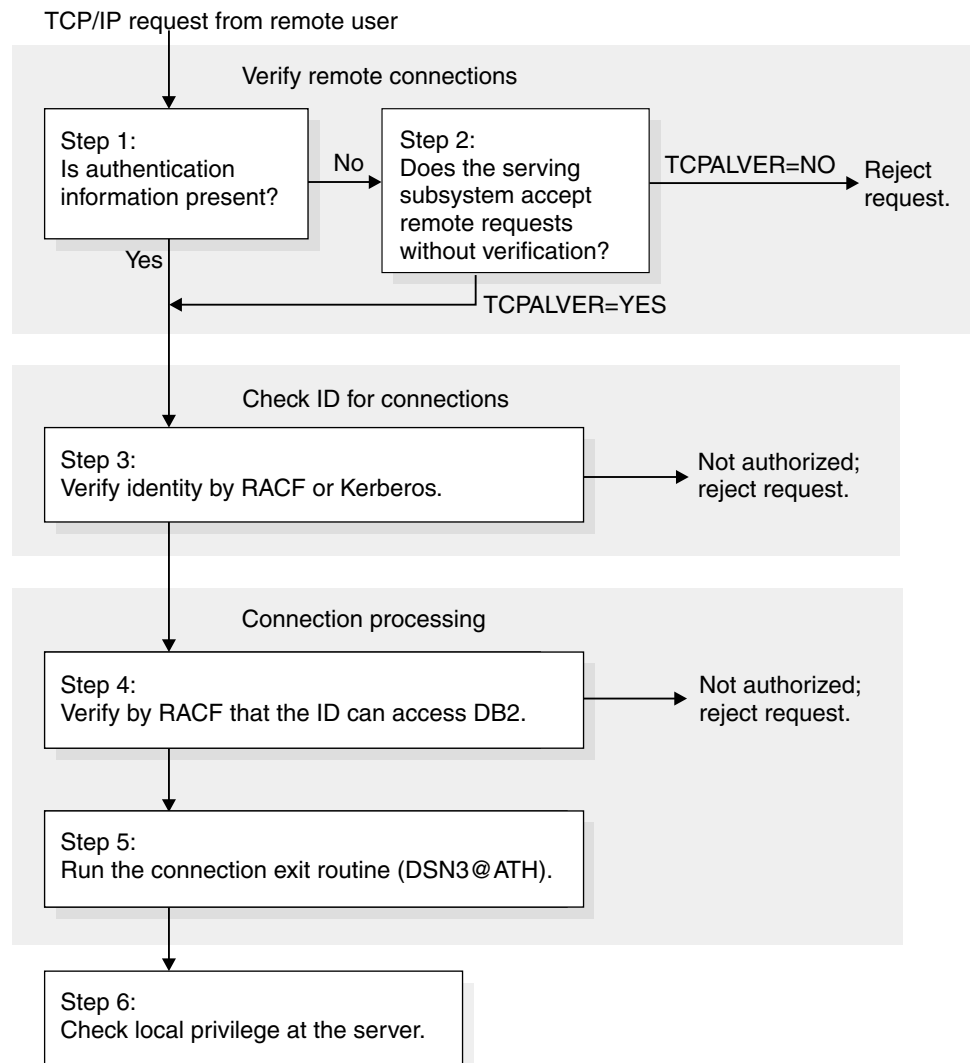 TCP/IP request from remote user
Verify remote connections
Step 1:
Is authentication
information present?
No
Step 2:
Does the serving
subsystem accept
remote requests
without verification?
TCPALVER=NO
Reject
request.
Yes
TCPALVER=YES
Check ID for connections
Step 3:
Verify identity by RACF or Kerberos.
Not authorized;
reject request.
Connection processing
Step 4:
Verify by RACF that the ID can access DB2.
Not authorized;
reject request.
Step 5:
Run the connection exit routine (DSN3@ATH).
Step 6:
Check local privilege at the server.